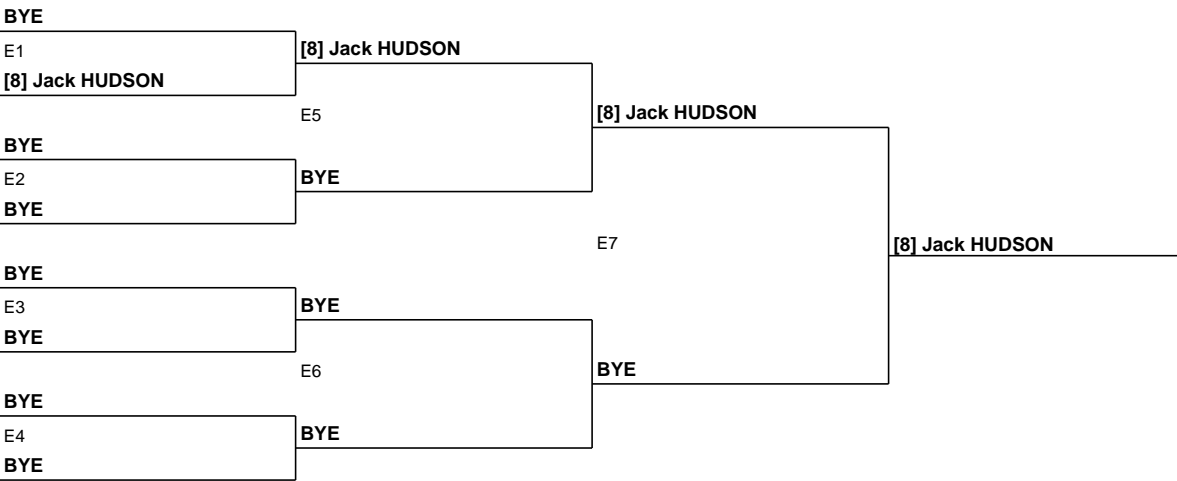 BYE
E1
[8] Jack HUDSON
BYE
E2
BYE
BYE
E3
BYE
BYE
E4
BYE
[8] Jack HUDSON
E5
BYE
BYE
E6
BYE
[8] Jack HUDSON
E7
BYE
[8] Jack HUDSON